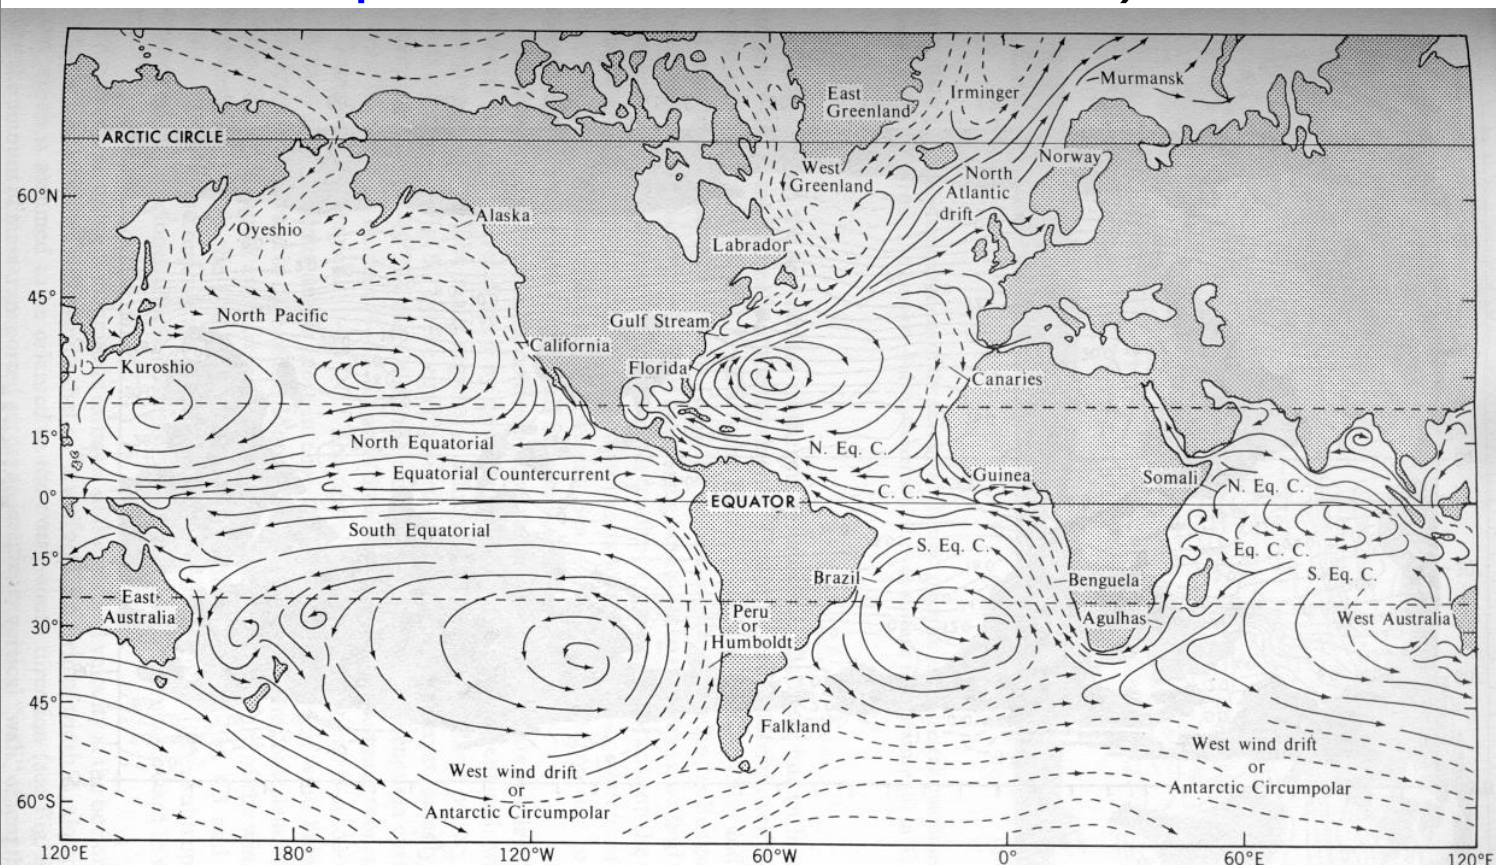 Murmansk
Irminger
East
Greenland
ARCTIC CIRCLE
Norway
West
Greenland
North
Atlantic
drift
60°N
Alaska
Oyeshio
Labrador
45°
North Pacific
Gulf Stream
California
Florida
Kuroshio
Canaries
15°
North Equatorial
N. Eq. C.
Equatorial Countercurrent
Guinea
Somali
N. Eq. C.
C. C.
0°
EQUATOR
South Equatorial
S. Eq. C.
Eq. C. C.
15°
Brazil
Benguela
S. Eq. C.
East
Australia
Peru
or
Humboldt
Agulhas
West Australia
30°
45°
Falkland
West wind drift
or
Antarctic Circumpolar
West wind drift
or
Antarctic Circumpolar
60°S
120°E
180°
120°W
60°W
0°
60°E
120°E